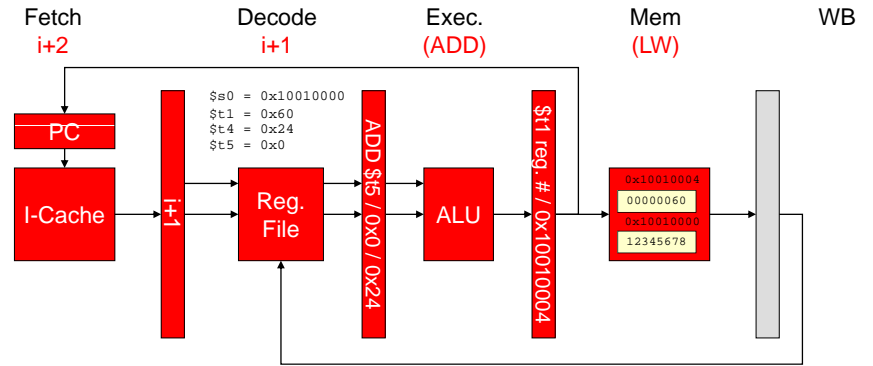 Fetch
Decode
Exec.
Mem
WB
i+2
i+1
(ADD)
(LW)
$s0 = 0x10010000
$t1 = 0x60
$t4 = 0x24
$t5 = 0x0
PC
I-Cache
i+1
Reg.
File
ADD $t5 / 0x0 / 0x24
ALU
$t1 reg. # / 0x10010004
0x10010004
00000060
0x10010000
12345678